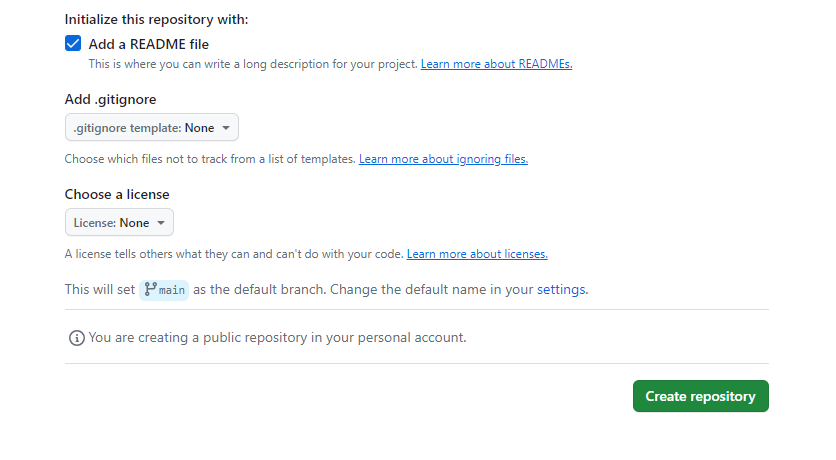 Initialize this repository with:
Add a README file
This is where you can write a long description for your project. Learn more about READMEs.
Add .gitignore
.gitignore template: None
Choose which files not to track from a list of templates. Learn more about ignoring files.
Choose a license
License: None
A license tells others what they can and can't do with your code. Learn more about licenses.
This will set main as the default branch. Change the default name in your settings.
You are creating a public repository in your personal account.
Create repository